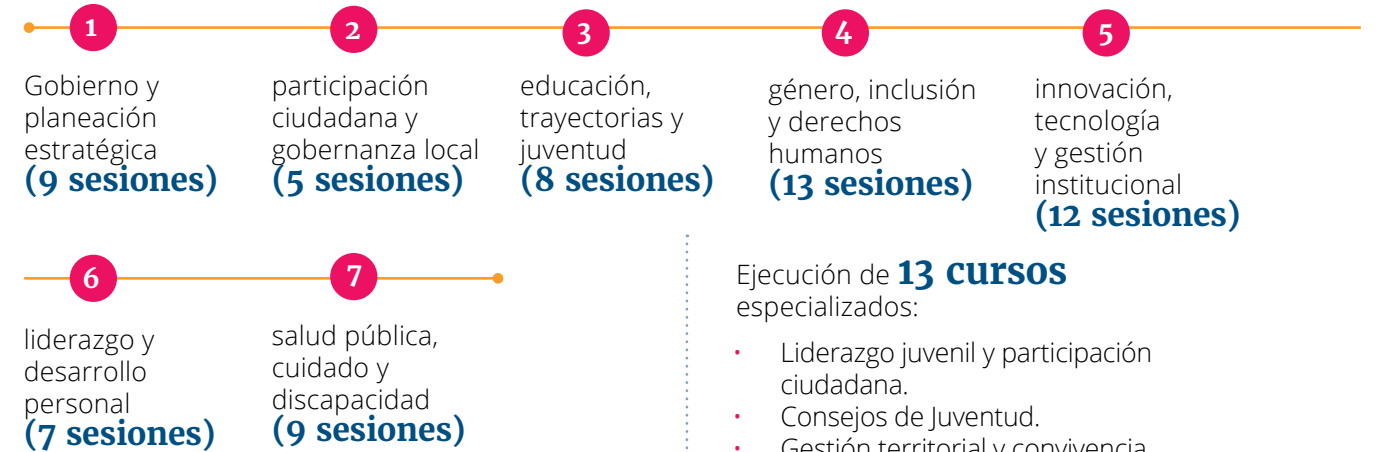 1
Gobierno y
planeación
estratégica
(9 sesiones)
2
participación
ciudadana y
gobernanza local
(5 sesiones)
3
educación,
trayectorias y
juventud
(8 sesiones)
4
género, inclusión
y derechos
humanos
(13 sesiones)
5
innovación,
tecnología
y gestión
institucional
(12 sesiones)
6
liderazgo y
desarrollo
personal
(7 sesiones)
7
salud pública,
cuidado y
discapacidad
(9 sesiones)
Ejecución de 13 cursos
especializados:
• Liderazgo juvenil y participación
ciudadana.
• Consejos de Juventud.
• Gestión territorial y convivencia